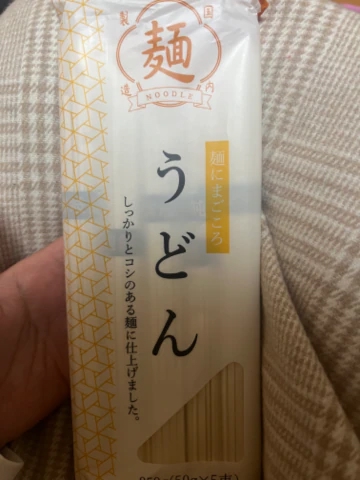 国内製造
麺
NOODLE
麺にまごころ
うどん
しっかりとコシのある麺に仕上げました。